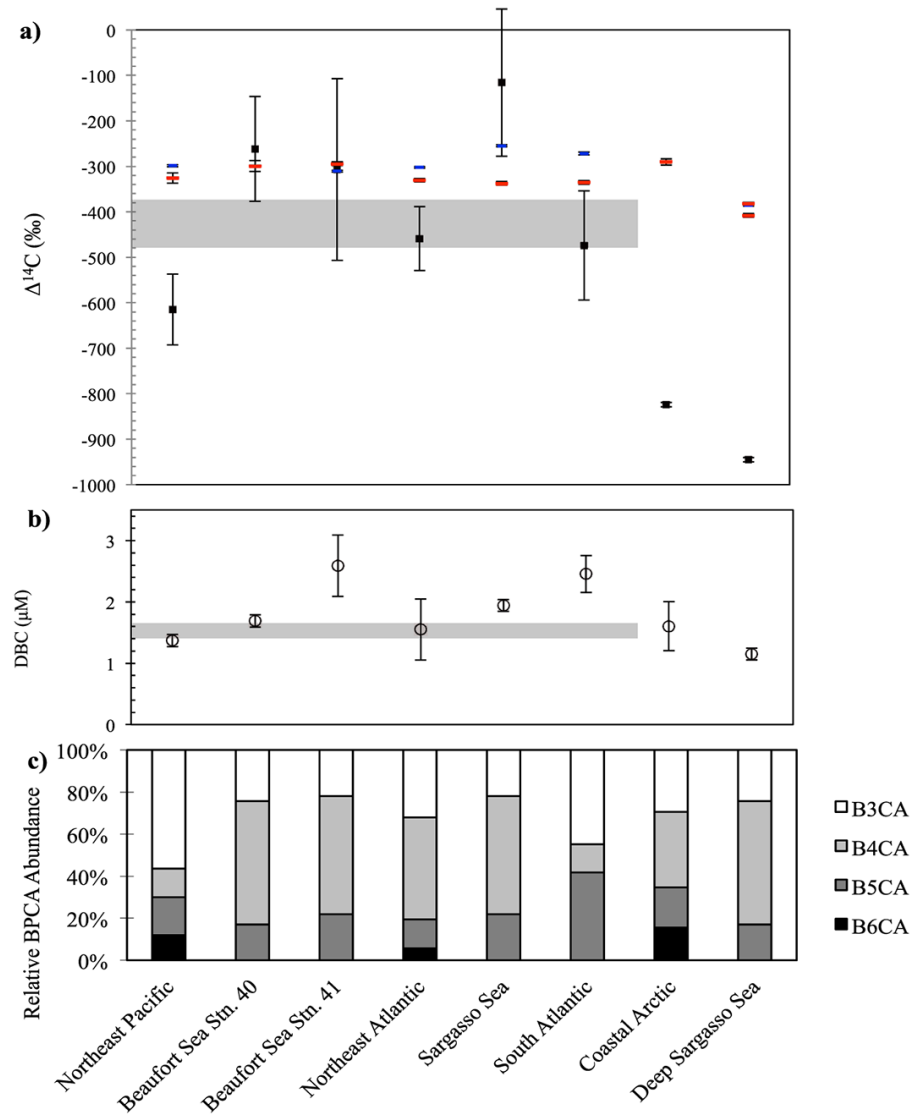 a)
0
-100
-200
-300
-400
-500
-600
-700
-800
-900
-1000
Δ¹⁴C (‰)
b)
3
2
1
0
DBC (μM)
c)
100%
80%
60%
40%
20%
0%
Relative BPCA Abundance
B3CA
B4CA
B5CA
B6CA
Northeast Pacific
Beaufort Sea Stn. 40
Beaufort Sea Stn. 41
Northeast Atlantic
Sargasso Sea
South Atlantic
Coastal Arctic
Deep Sargasso Sea